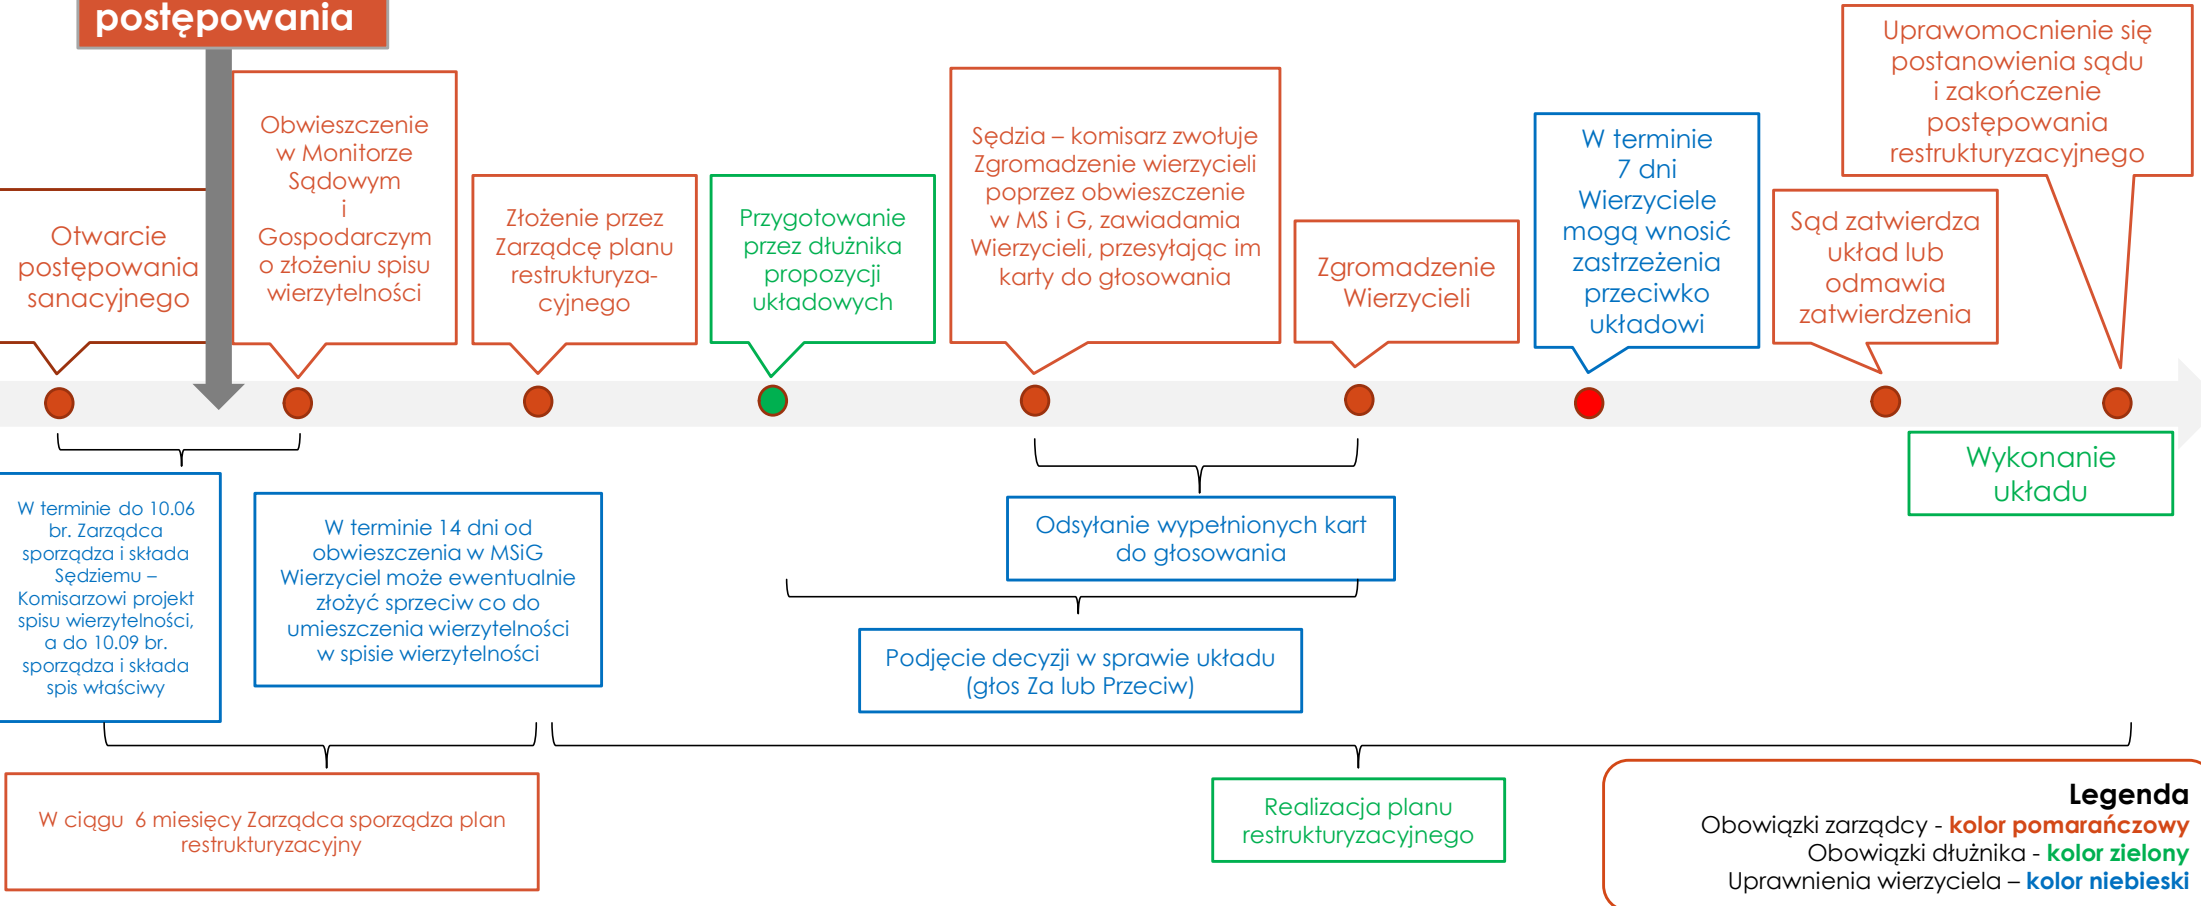 postępowania
Otwarcie
postępowania
sanacyjnego
Obwieszczenie
w Monitorze
Sądowym
i
Gospodarczym
o złożeniu spisu
wierzytelności
Złożenie przez
Zarządcę planu
restrukturyza-
cyjnego
Przygotowanie
przez dłużnika
propozycji
układowych
Sędzia – komisarz zwołuje
Zgromadzenie wierzycieli
poprzez obwieszczenie
w MS i G, zawiadamia
Wierzycieli, przesyłając im
karty do głosowania
Zgromadzenie
Wierzycieli
W terminie
7 dni
Wierzyciele
mogą wnosić
zastrzeżenia
przeciwko
układowi
Sąd zatwierdza
układ lub
odmawia
zatwierdzenia
Uprawomocnienie się
postanowienia sądu
i zakończenie
postępowania
restrukturyzacyjnego
W terminie do 10.06
br. Zarządca
sporządza i składa
Sędziemu –
Komisarzowi projekt
spisu wierzytelności,
a do 10.09 br.
sporządza i składa
spis właściwy
W terminie 14 dni od
obwieszczenia w MSiG
Wierzyciel może ewentualnie
złożyć sprzeciw co do
umieszczenia wierzytelności
w spisie wierzytelności
Odsyłanie wypełnionych kart
do głosowania
Podjęcie decyzji w sprawie układu
(głos Za lub Przeciw)
Wykonanie
układu
W ciągu 6 miesięcy Zarządca sporządza plan
restrukturyzacyjny
Realizacja planu
restrukturyzacyjnego
Legenda
Obowiązki zarządcy - kolor pomarańczowy
Obowiązki dłużnika - kolor zielony
Uprawnienia wierzyciela – kolor niebieski